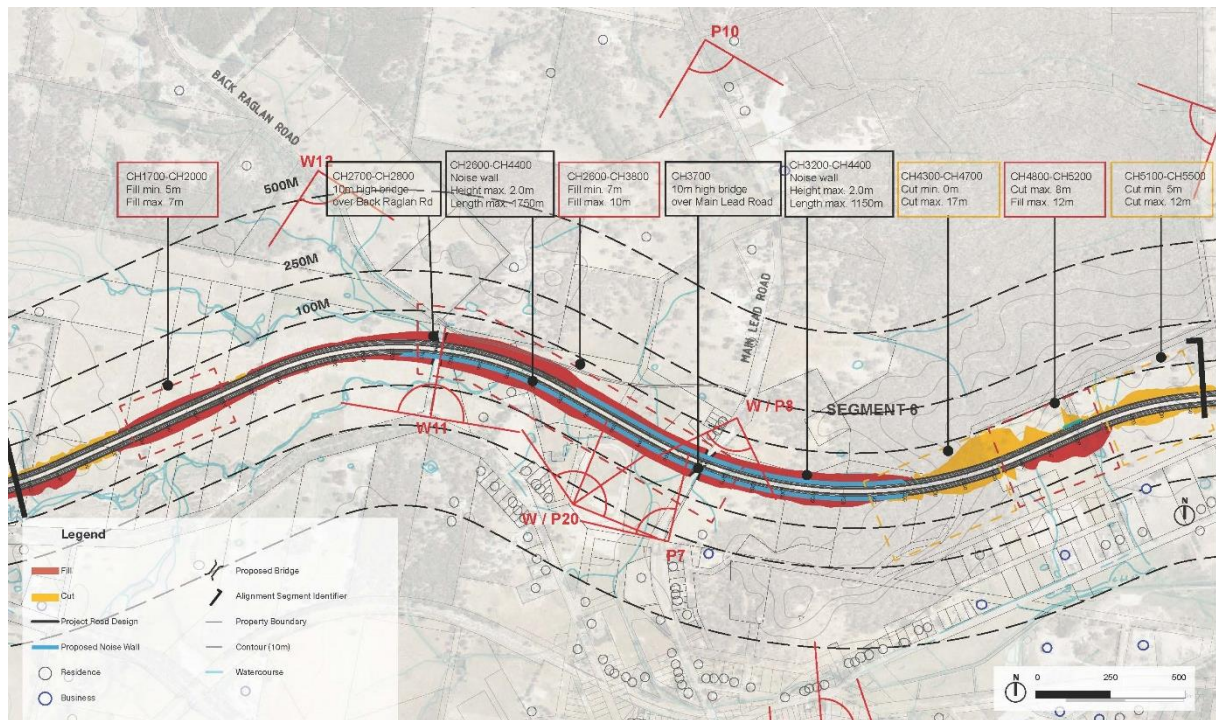 P10
BACK RAGLAN ROAD
W12
CH1700-CH2000
Fill min. 5m
Fill max. 7m
CH2700-CH2800
10m high bridge
over Back Raglan Rd
CH2600-CH4400
Noise wall
Height max. 2.0m
Length max. 1750m
CH2600-CH3800
Fill min. 7m
Fill max. 10m
CH3700
10m high bridge
over Main Lead Road
CH3200-CH4400
Noise wall
Height max. 2.0m
Length max. 1150m
CH4300-CH4700
Cut min. 0m
Cut max. 17m
CH4800-CH5200
Cut max. 8m
Fill max. 12m
CH5100-CH5500
Cut min. 5m
Cut max. 12m
500M
250M
100M
MAIN LEAD ROAD
W / P8
SEGMENT 6
W11
W / P20
P7
N
Legend
Fill
Cut
Project Road Design
Proposed Noise Wall
Residence
Business
Proposed Bridge
Alignment Segment Identifier
Property Boundary
Contour (10m)
Watercourse
N
0 250 500